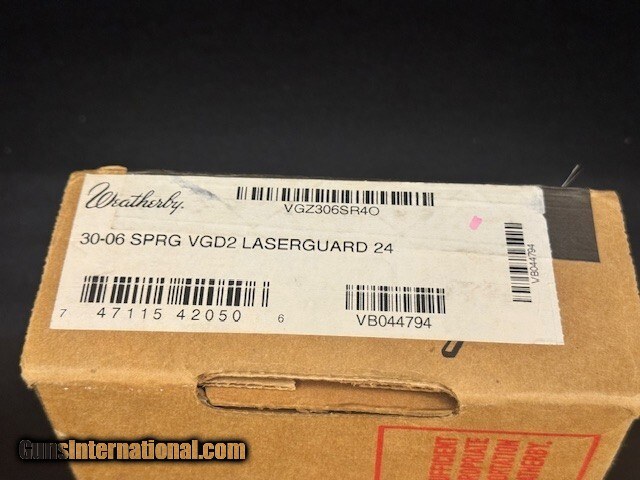 Weatherby.
VGZ306SR4O
30-06 SPRG VGD2 LASERGUARD 24
7 47115 42050 6
VB044794
VB044794
GunsInternational.com